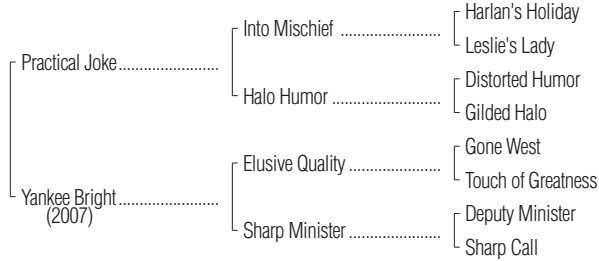 Harlan's Holiday
Into Mischief ......................
Leslie's Lady
Practical Joke......................
Distorted Humor
Halo Humor ........................
Gilded Halo
Gone West
Elusive Quality ....................
Touch of Greatness
Yankee Bright......................
(2007)
Deputy Minister
Sharp Minister ....................
Sharp Call